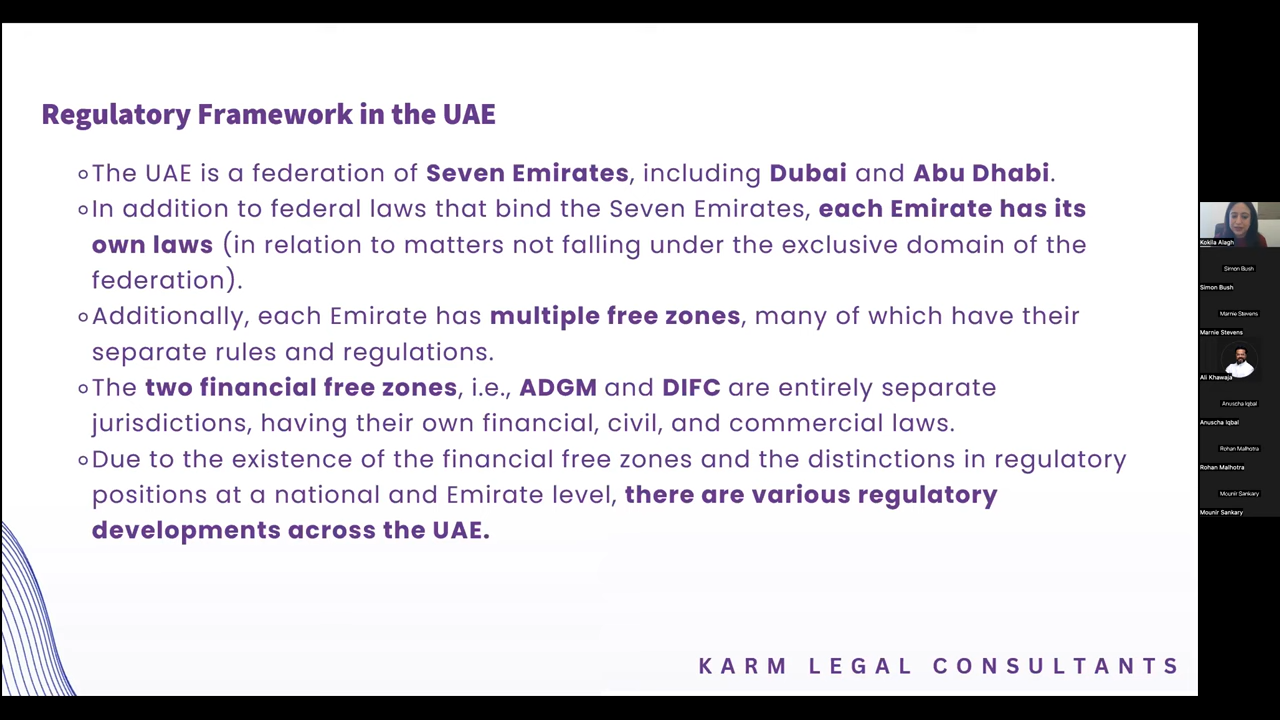 Regulatory Framework in the UAE
The UAE is a federation of Seven Emirates, including Dubai and Abu Dhabi.
In addition to federal laws that bind the Seven Emirates, each Emirate has its
own laws (in relation to matters not falling under the exclusive domain of the
federation).
Additionally, each Emirate has multiple free zones, many of which have their
separate rules and regulations.
The two financial free zones, i.e., ADGM and DIFC are entirely separate
jurisdictions, having their own financial, civil, and commercial laws.
Due to the existence of the financial free zones and the distinctions in regulatory
positions at a national and Emirate level, there are various regulatory
developments across the UAE.
KARM LEGAL CONSULTANTS
Kokila Alagh
Simon Bush
Simon Bush
Marnie Stevens
Marnie Stevens
Ali Khawaja
Anuscha Iqbal
Anuscha Iqbal
Rohan Malhotra
Rohan Malhotra
Mounir Sankary
Mounir Sankary